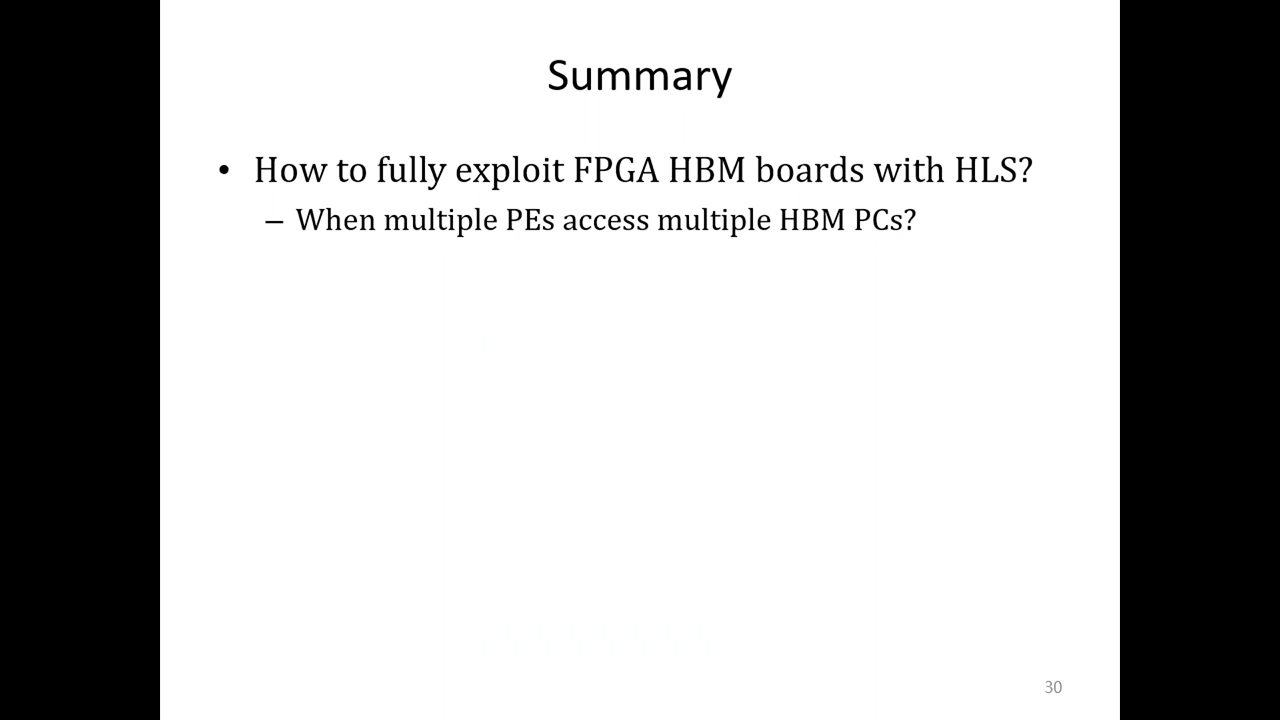 Summary
• How to fully exploit FPGA HBM boards with HLS?
– When multiple PEs access multiple HBM PCs?
30